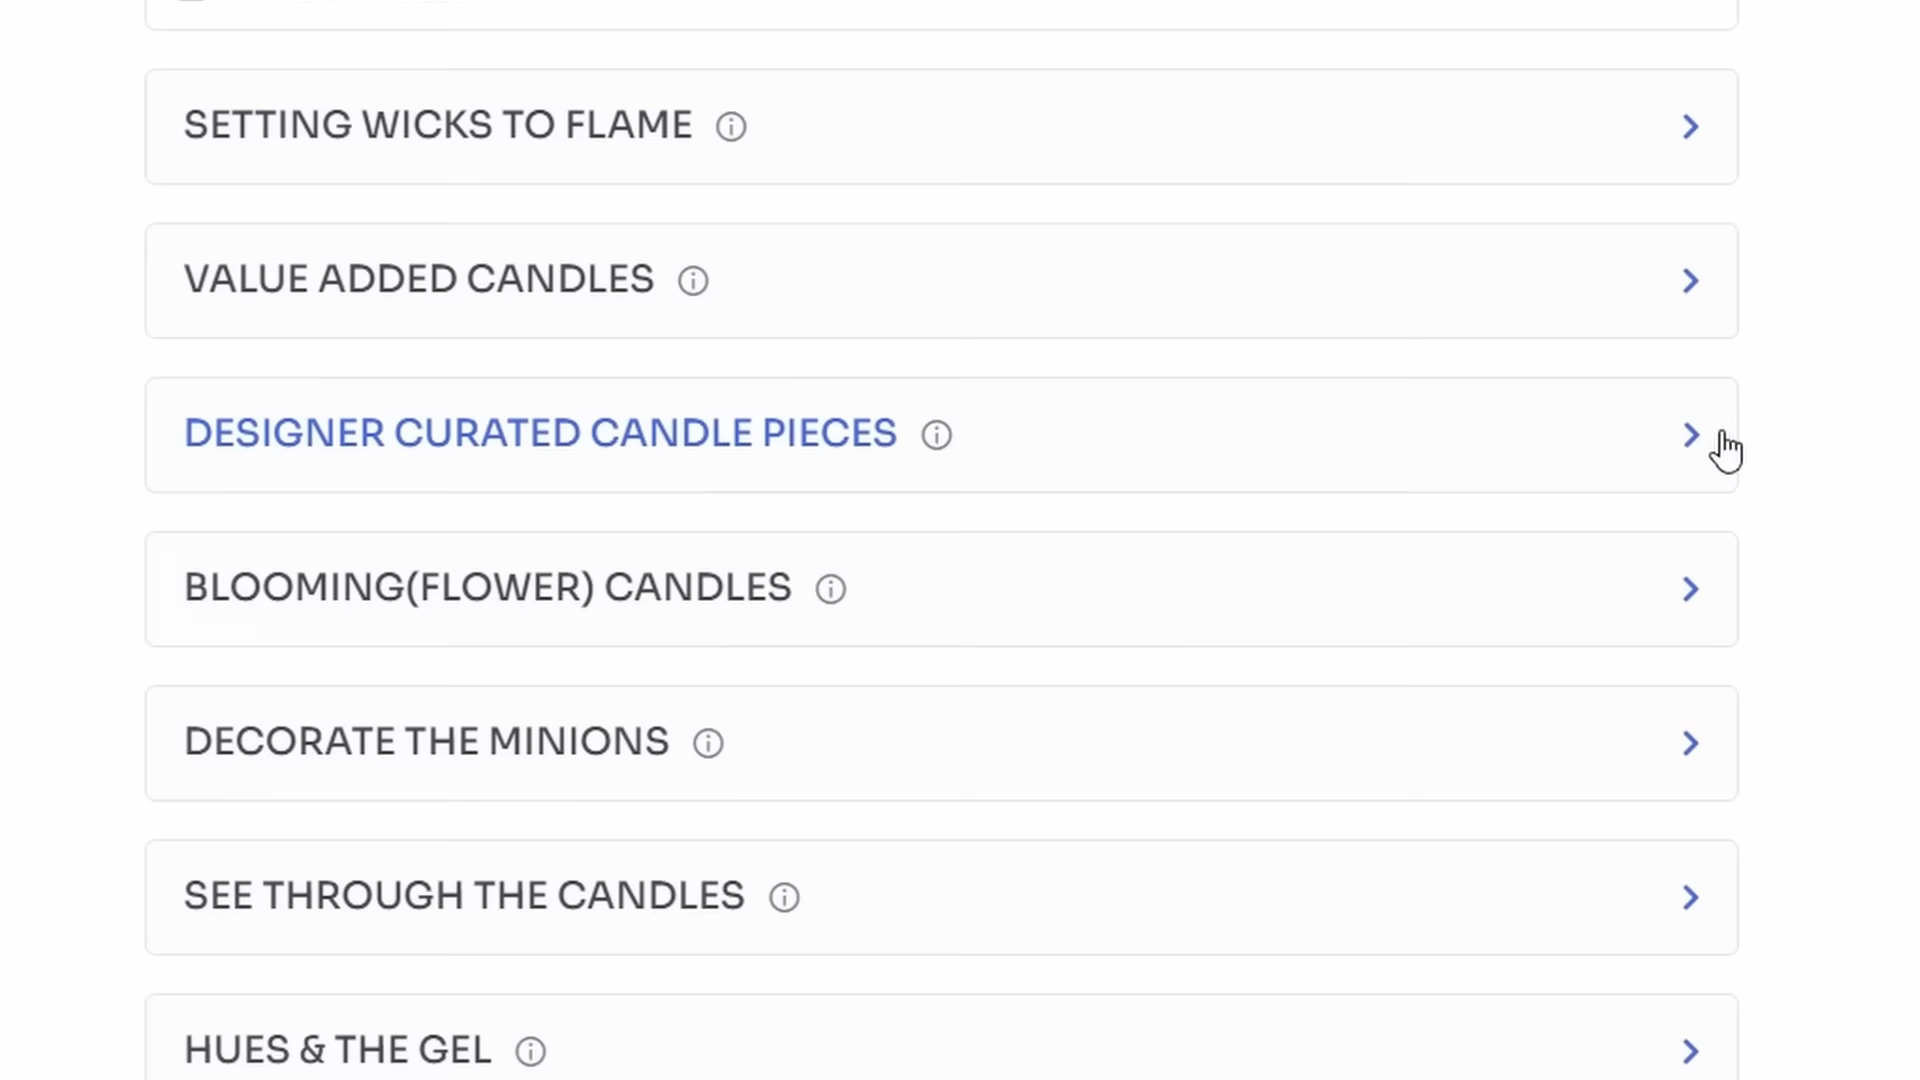 SETTING WICKS TO FLAME
VALUE ADDED CANDLES
DESIGNER CURATED CANDLE PIECES
BLOOMING(FLOWER) CANDLES
DECORATE THE MINIONS
SEE THROUGH THE CANDLES
HUES & THE GEL